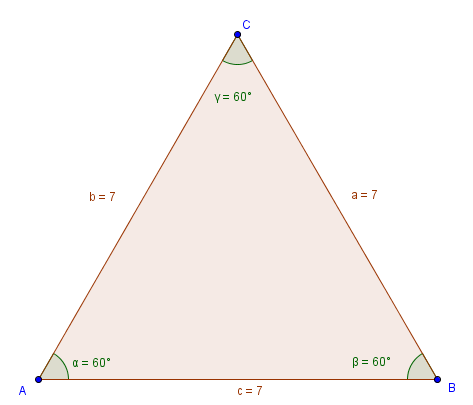 C
γ = 60°
b = 7
a = 7
α = 60°
β = 60°
A
c = 7
B